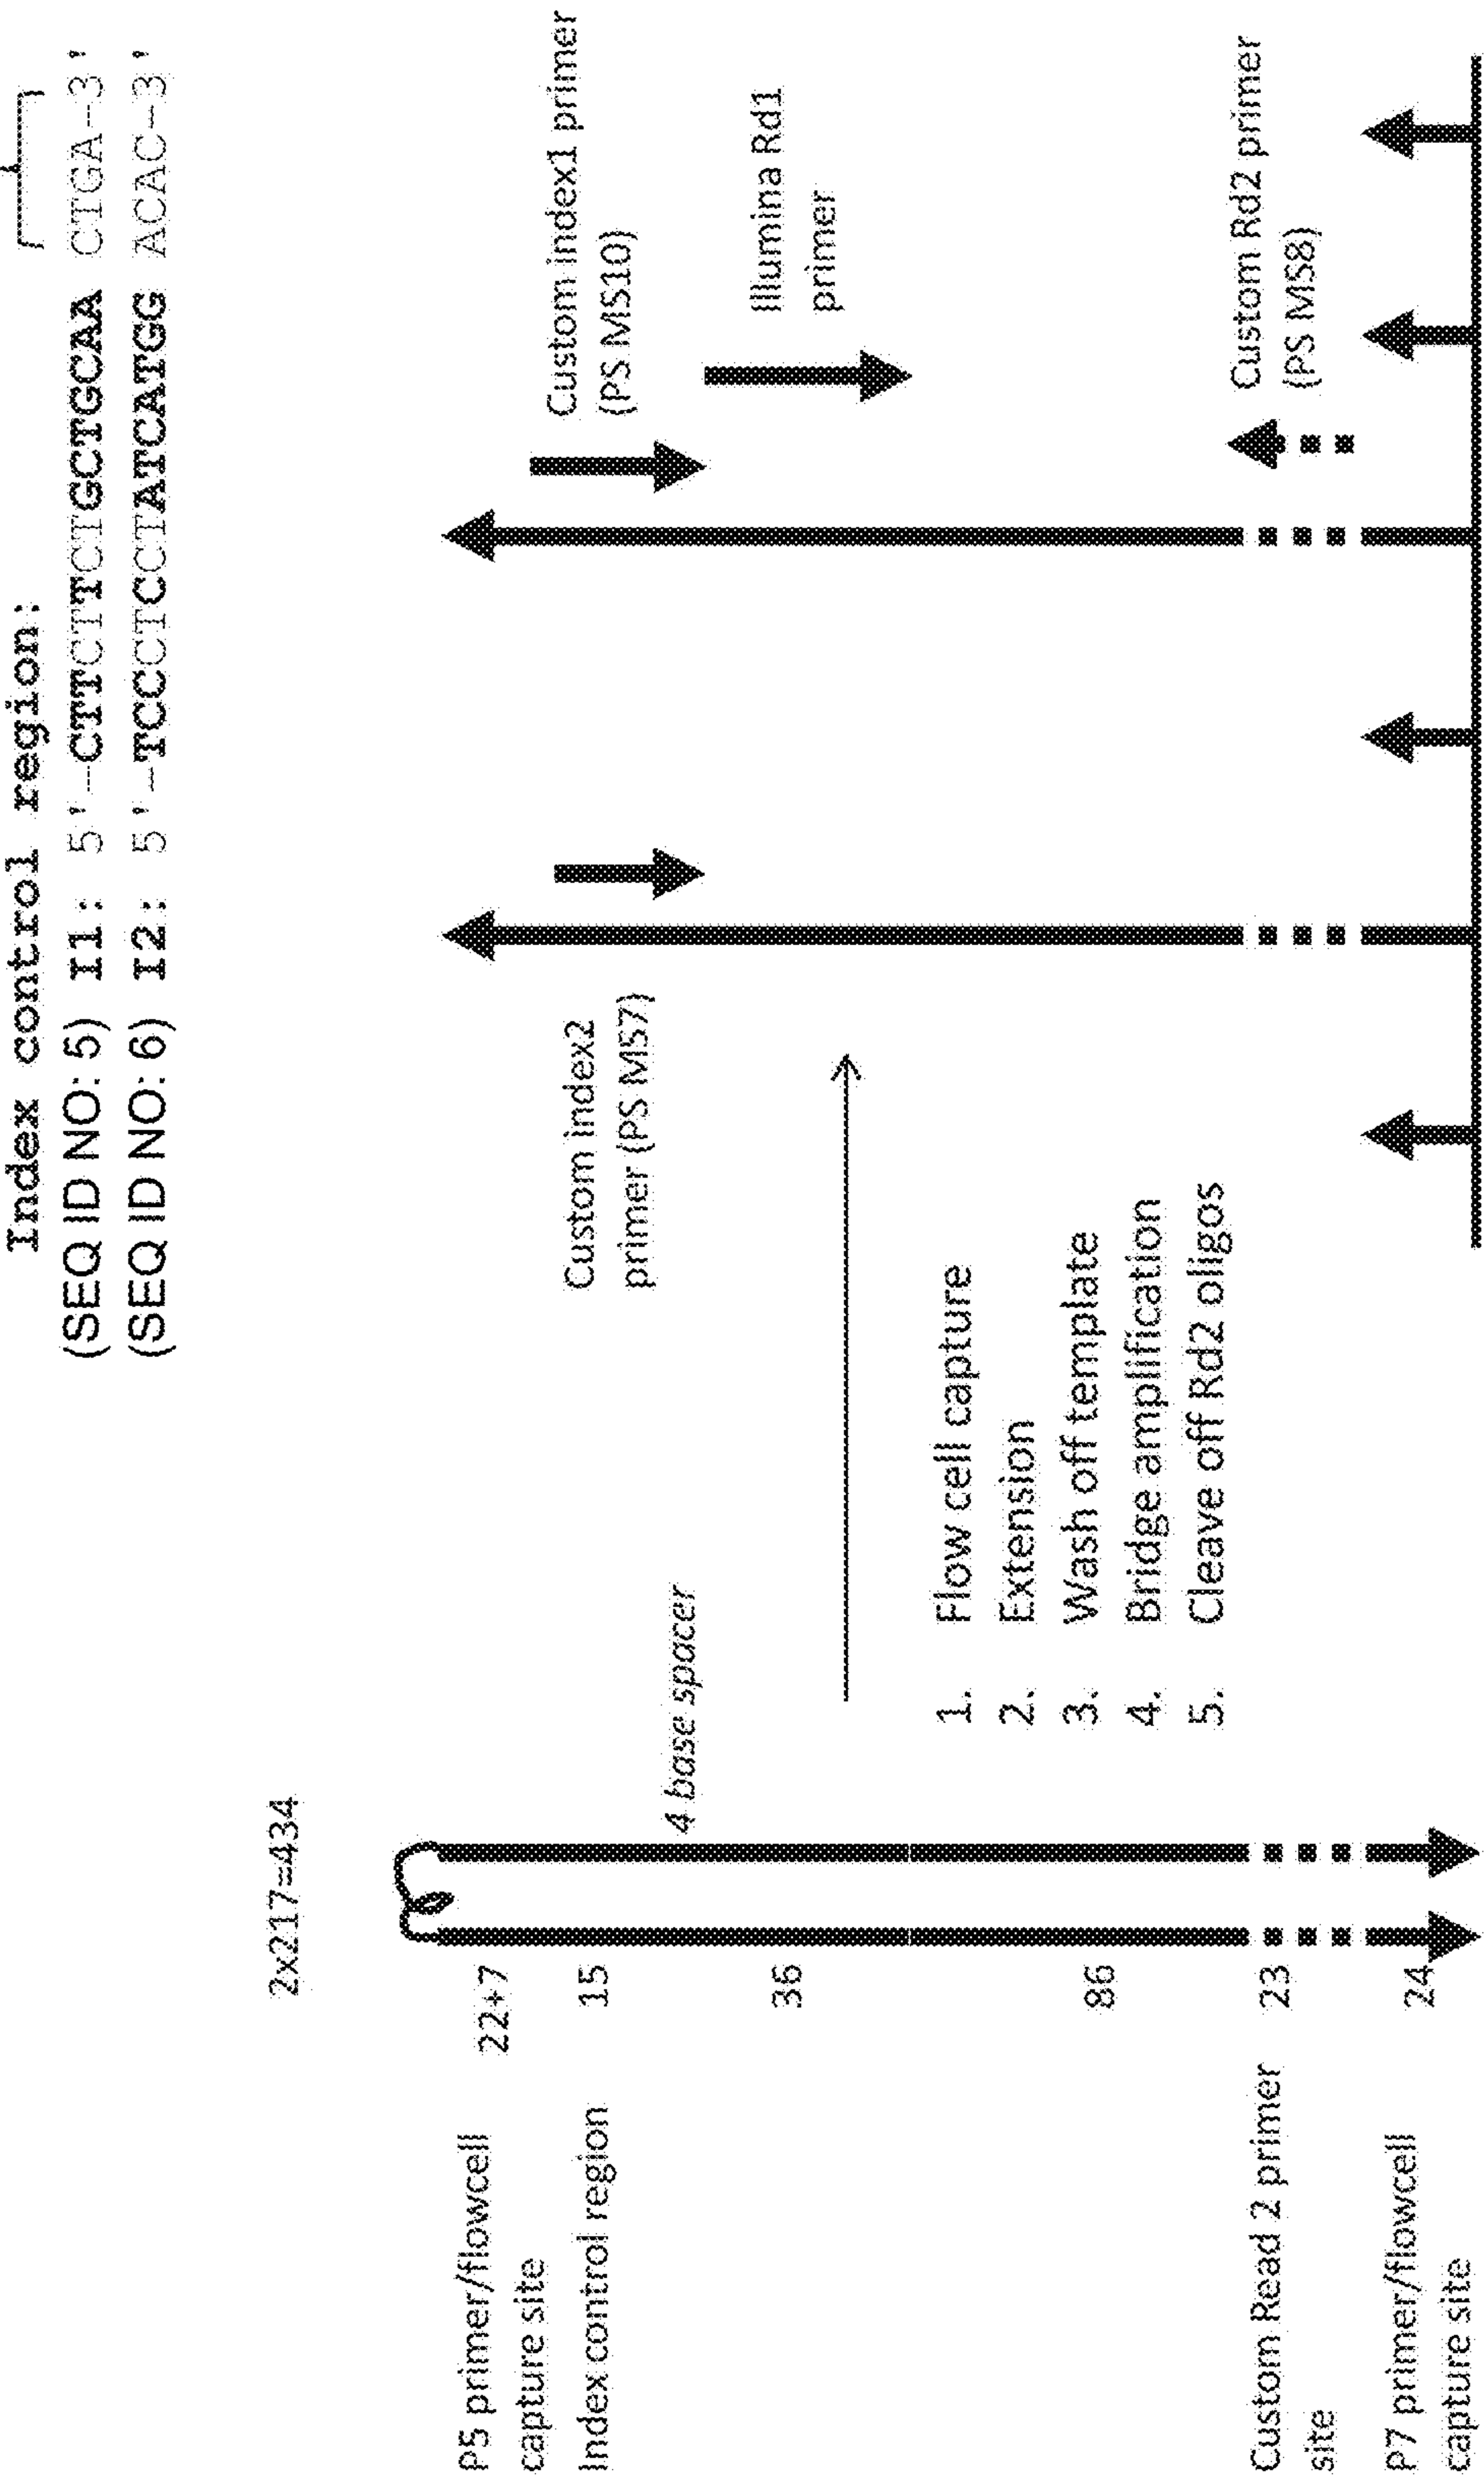 Index control region:
(SEQ ID NO: 5) I1: 5'-CTTCTTCTGCTGCAA CTGA-3'
(SEQ ID NO: 6) I2: 5'-TCCCTCCTATCATGG ACAC-3'
2x217=434
P5 primer/flowcell
capture site
22+7
Index control region
15
36
86
Custom Read 2 primer
site
23
P7 primer/flowcell
capture site
24
4 base spacer
1. Flow cell capture
2. Extension
3. Wash off template
4. Bridge amplification
5. Cleave off Rd2 oligos
Custom index2
primer (PS MS7)
Custom index1 primer
(PS MS10)
Illumina Rd1
primer
Custom Rd2 primer
(PS MS8)